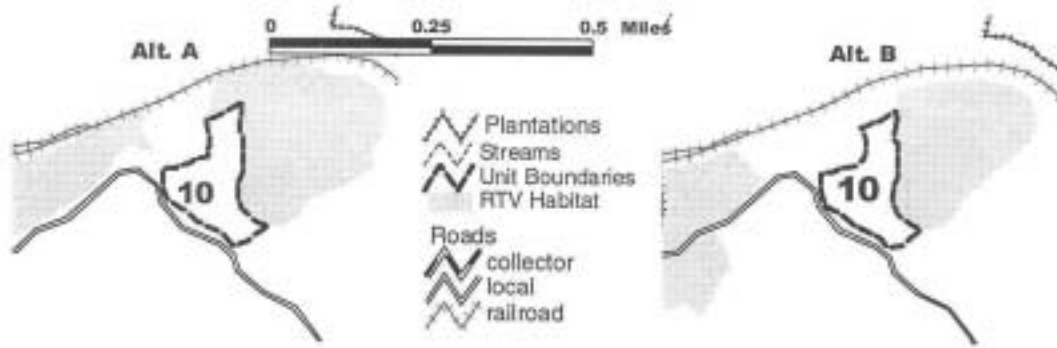 0 0.25 0.5 Miles
Alt. A
Alt. B
Plantations
Streams
Unit Boundaries
RTV Habitat
10
10
Roads
collector
local
railroad